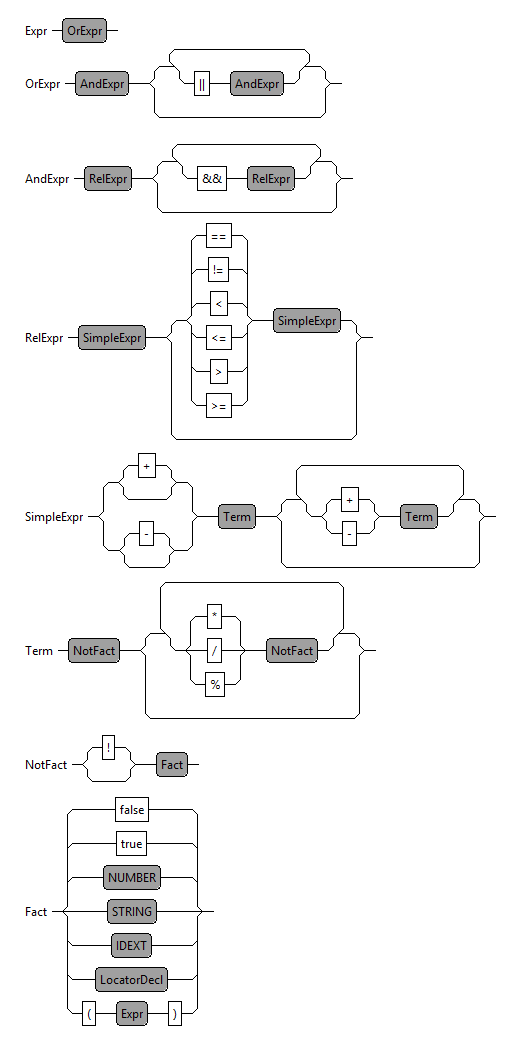 Expr OrExpr
OrExpr AndExpr || AndExpr
AndExpr RelExpr && RelExpr
==
!=
<
RelExpr SimpleExpr <= SimpleExpr
>
>=
+ +
SimpleExpr Term Term
- -
*
Term NotFact / NotFact
%
!
NotFact Fact
false
true
NUMBER
Fact STRING
IDEXT
LocatorDecl
( Expr )